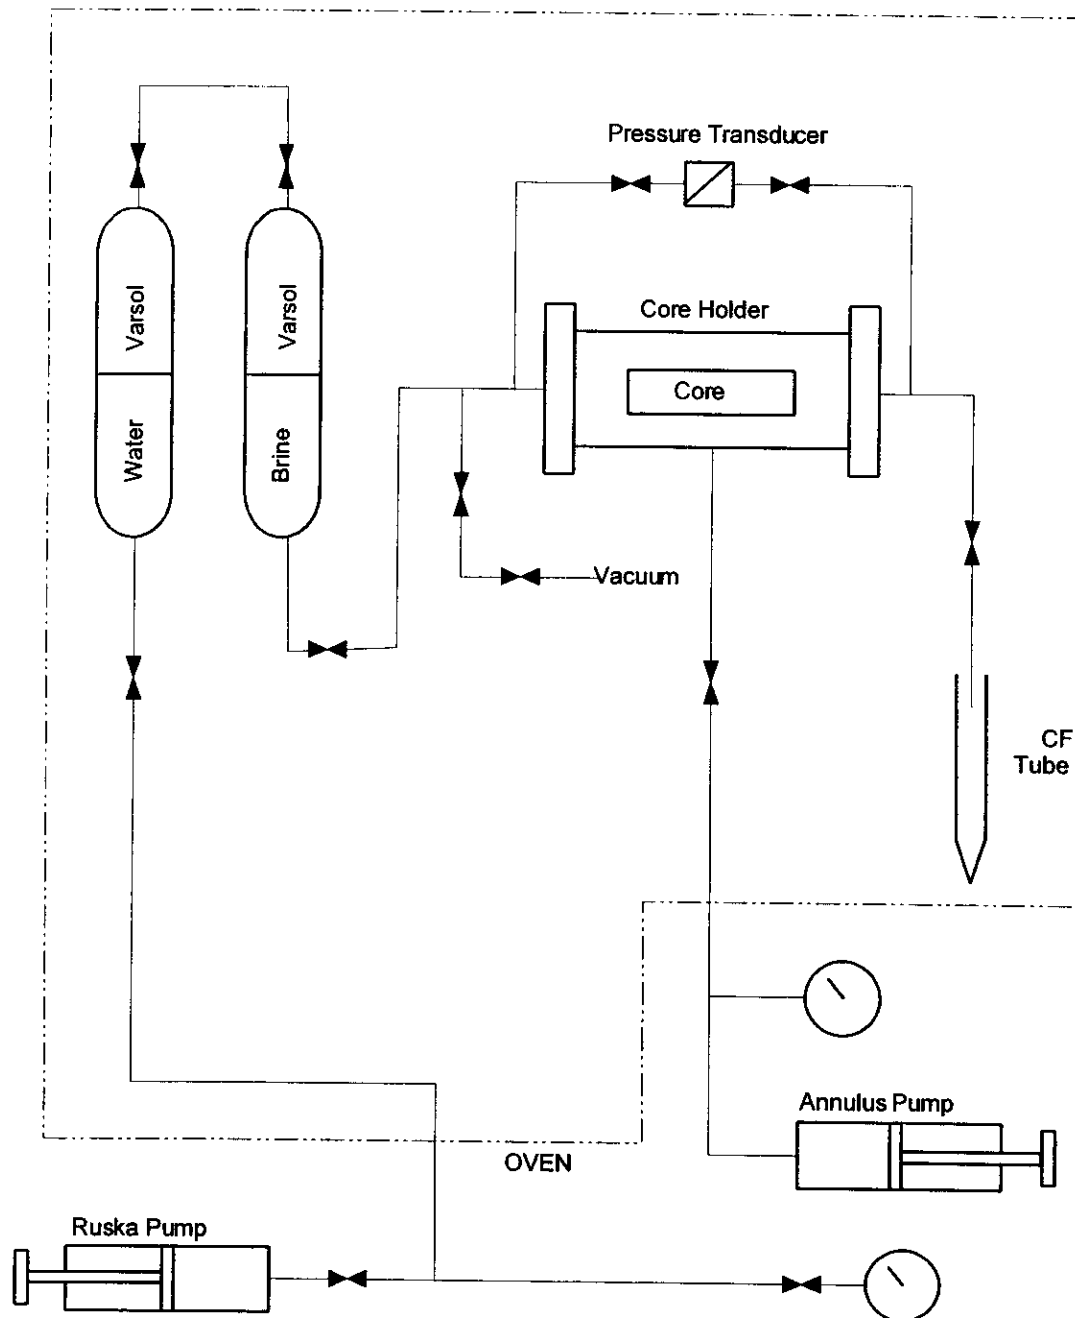 Pressure Transducer
Varsol
Varsol
Core Holder
Core
Water
Brine
Vacuum
CF
Tube
Annulus Pump
OVEN
Ruska Pump